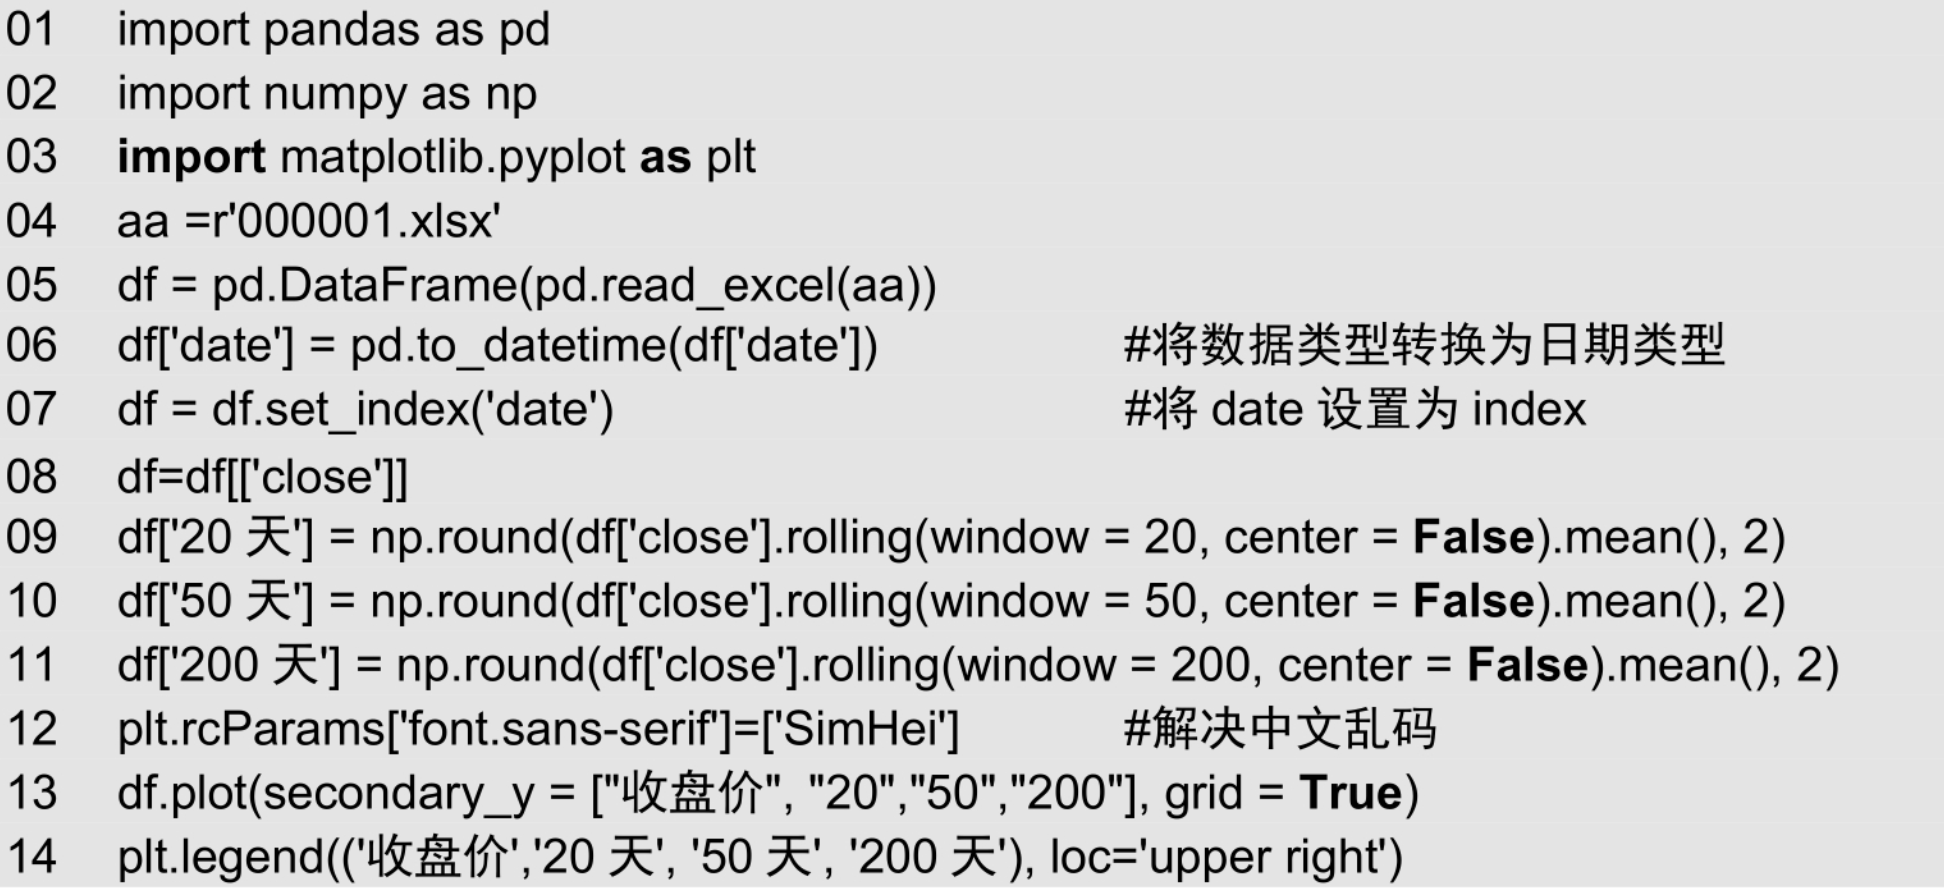 01 import pandas as pd
02 import numpy as np
03 import matplotlib.pyplot as plt
04 aa =r'000001.xlsx'
05 df = pd.DataFrame(pd.read_excel(aa))
06 df['date'] = pd.to_datetime(df['date']) #将数据类型转换为日期类型
07 df = df.set_index('date') #将 date 设置为 index
08 df=df[['close']]
09 df['20 天'] = np.round(df['close'].rolling(window = 20, center = False).mean(), 2)
10 df['50 天'] = np.round(df['close'].rolling(window = 50, center = False).mean(), 2)
11 df['200 天'] = np.round(df['close'].rolling(window = 200, center = False).mean(), 2)
12 plt.rcParams['font.sans-serif']=['SimHei'] #解决中文乱码
13 df.plot(secondary_y = ["收盘价", "20","50","200"], grid = True)
14 plt.legend(('收盘价','20 天', '50 天', '200 天'), loc='upper right')